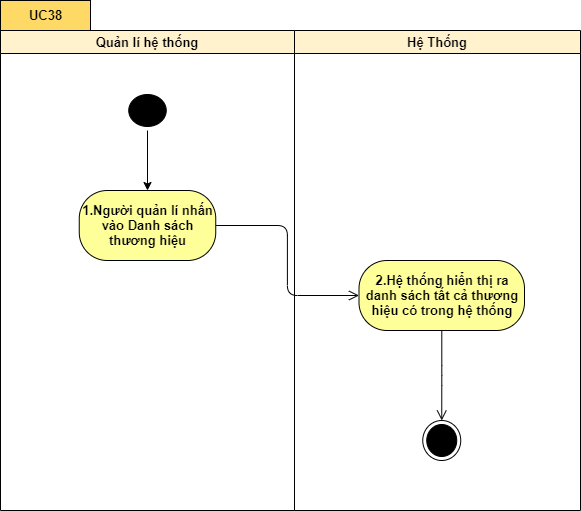 UC38
Quản lí hệ thống
Hệ Thống
1.Người quản lí nhấn
vào Danh sách
thương hiệu
2.Hệ thống hiển thị ra
danh sách tất cả thương
hiệu có trong hệ thống